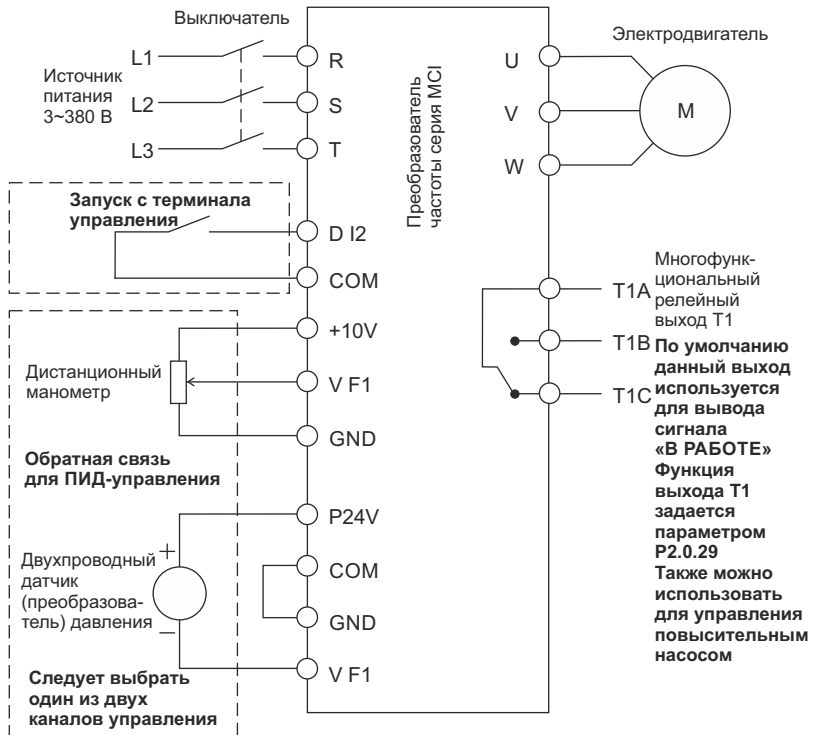 Выключатель
L1
R
Источник
питания
3~380 В
L2
S
L3
T
Преобразователь
частоты серия MCI
U
V
W
Электродвигатель
M
Запуск с терминала
управления
D I2
COM
+10V
Дистанционный
манометр
V F1
GND
Обратная связь
для ПИД-управления
P24V
Двухпроводный
датчик
(преобразова-
тель) давления
+
–
COM
GND
V F1
Следует выбрать
один из двух
каналов управления
T1A
T1B
T1C
Многофунк-
циональный
релейный
выход T1
По умолчанию
данный выход
используется
для вывода
сигнала
«В РАБОТЕ»
Функция
выхода Т1
задается
параметром
P2.0.29
Также можно
использовать
для управления
повысительным
насосом